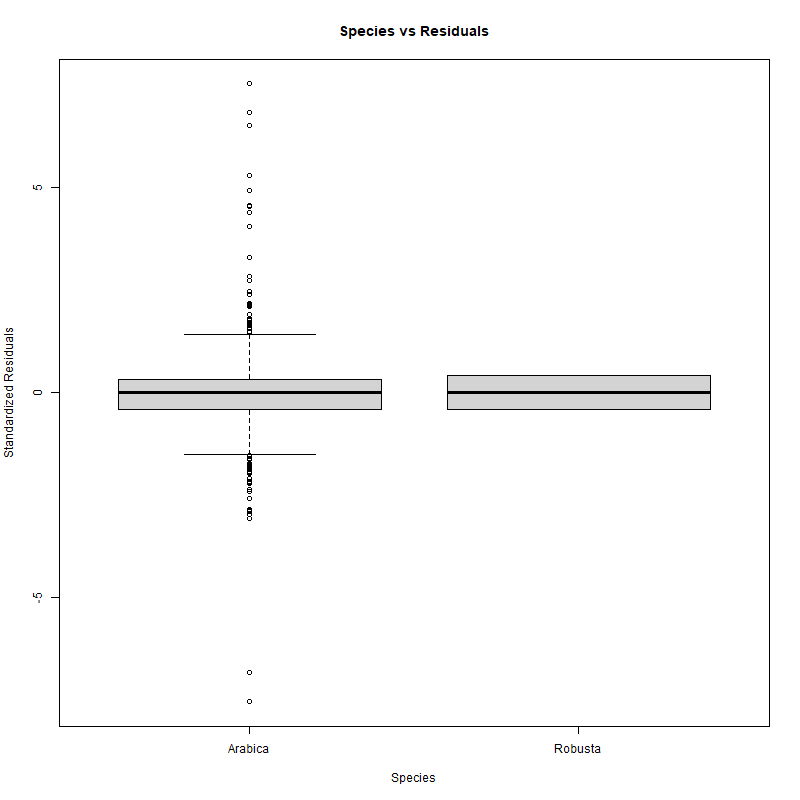 Species vs Residuals
Standardized Residuals
5
0
-5
Arabica
Robusta
Species